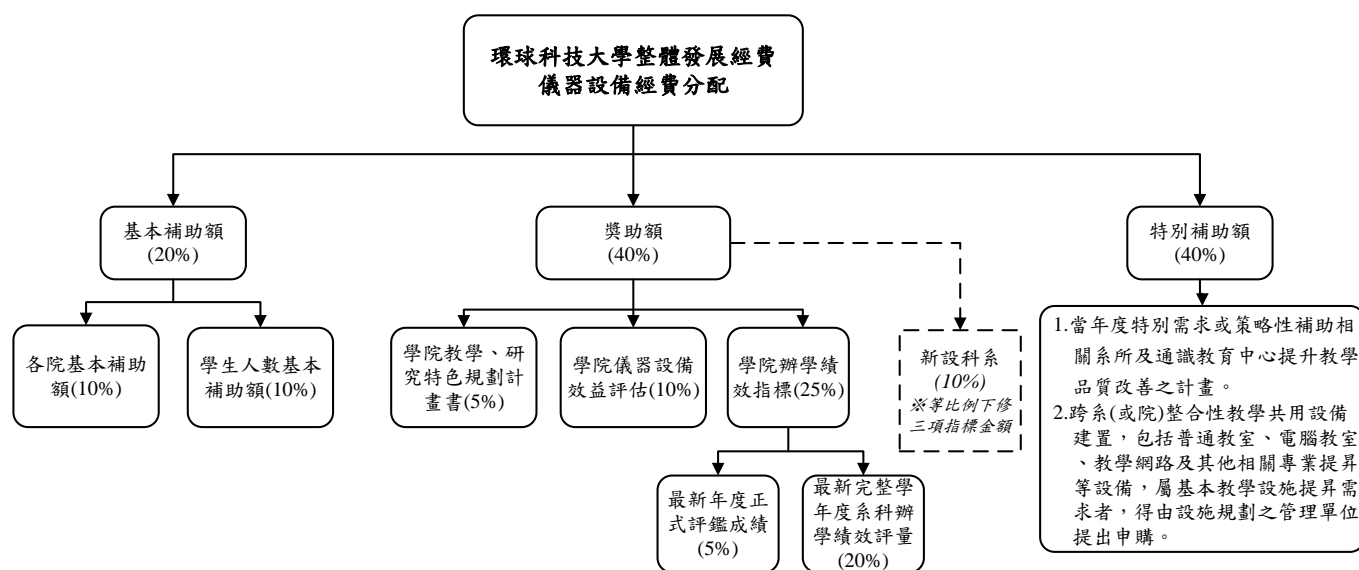 環球科技大學整體發展經費
儀器設備經費分配
基本補助額
(20%)
獎助額
(40%)
特別補助額
(40%)
各院基本補助
額(10%)
學生人數基本
補助額(10%)
學院教學、研
究特色規劃計
畫書(5%)
學院儀器設備
效益評估(10%)
學院辦學績
效指標(25%)
新設科系
(10%)
※等比例下修
三項指標金額
1.當年度特別需求或策略性補助相
關系所及通識教育中心提升教學
品質改善之計畫。
2.跨系(或院)整合性教學共用設備
建置，包括普通教室、電腦教室
、教學網路及其他相關專業提昇
等設備，屬基本教學設施提昇需
求者，得由設施規劃之管理單位
提出申購。
最新年度正
式評鑑成績
(5%)
最新完整學
年度系科辦
學績效評量
(20%)